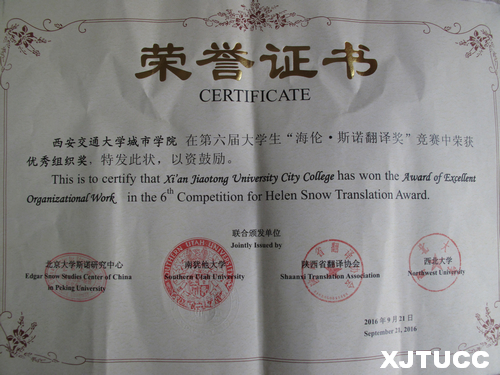 荣誉证书
CERTIFICATE
西安交通大学城市学院 在第六届大学生“海伦·斯诺翻译奖”竞赛中荣获
优秀组织奖，特发此状，以资鼓励。
This is to certify that Xi'an Jiaotong University City College has won the Award of Excellent
Organizational Work in the 6th Competition for Helen Snow Translation Award.
联合颁发单位
Jointly Issued by
北京大学斯诺研究中心
Edgar Snow Studies Center of China
in Peking University
南犹他大学
Southern Utah University
陕西省翻译协会
Shaanxi Translation Association
西北大学
Northwest University
2016年9月21日
September 21, 2016
XJTUCC